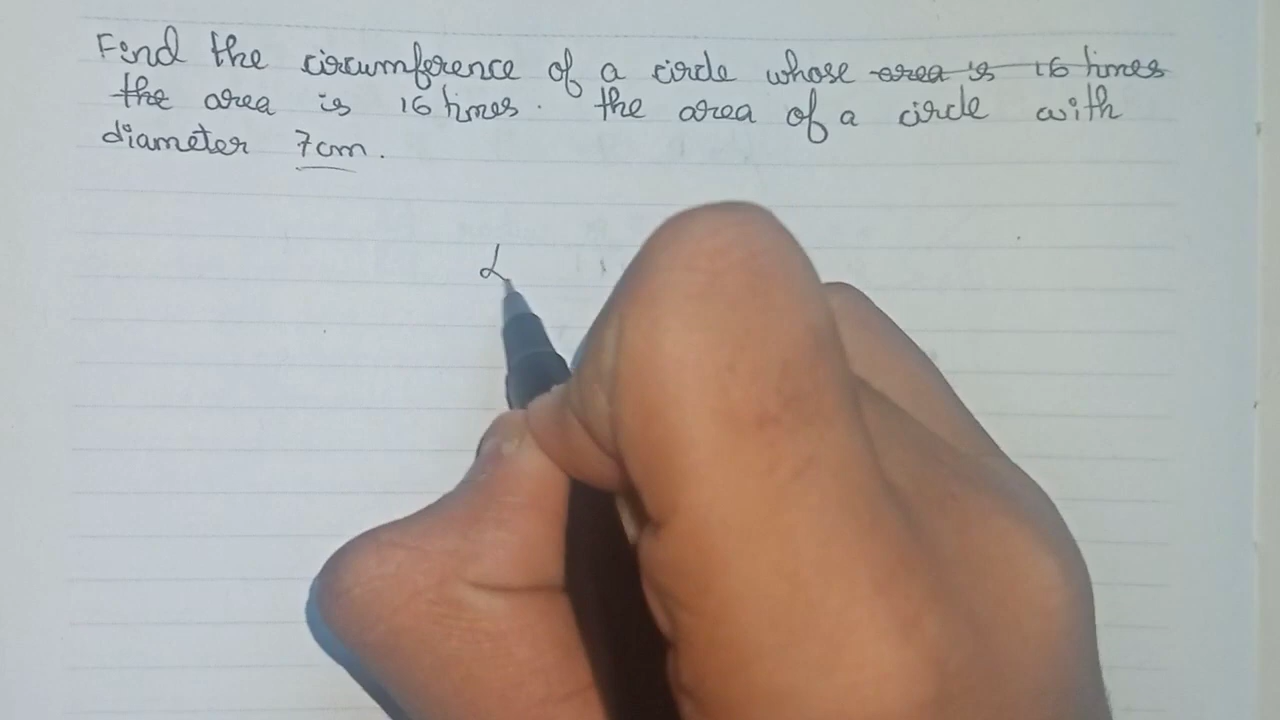 Find the circumference of a circle whose area is 16 times
the area is 16 times. the area of a circle with
diameter 7cm.
d